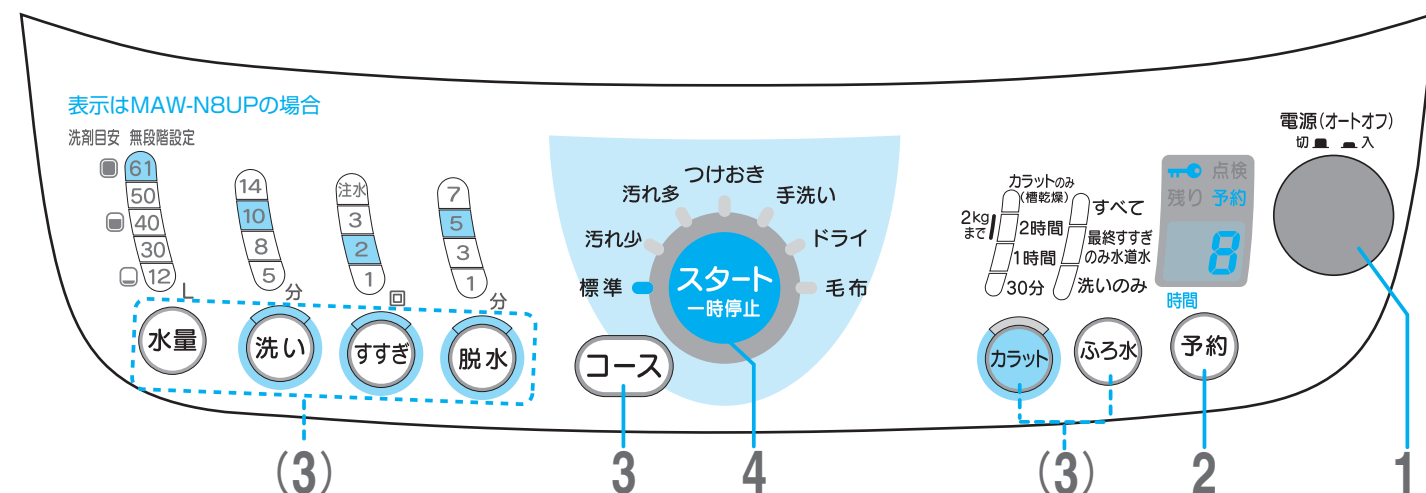 表示はMAW-N8UPの場合
洗剤目安 無段階設定
61
50
40
30
12
L
14
10
8
5
分
注水
3
2
1
回
7
5
3
1
分
水量
洗い
すすぎ
脱水
(3)
標準
汚れ少
汚れ多
つけおき
手洗い
ドライ
毛布
スタート
一時停止
コース
3
4
カラットのみ
(槽乾燥)
2kg
まで
2時間
1時間
30分
すべて
最終すすぎ
のみ水道水
洗いのみ
カラット
ふろ水
(3)
点検
残り 予約
8
時間
予約
2
電源(オートオフ)
切 入
1